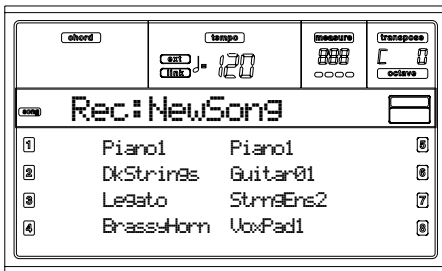 chord tempo measure transpose
ext link ♩= 120 888 C 0
octave
song Rec:NewSong
1 Piano1 Piano1 5
2 DkStrings Guitar01 6
3 Legato StrngEns2 7
4 BrassyHorn VoxPad1 8